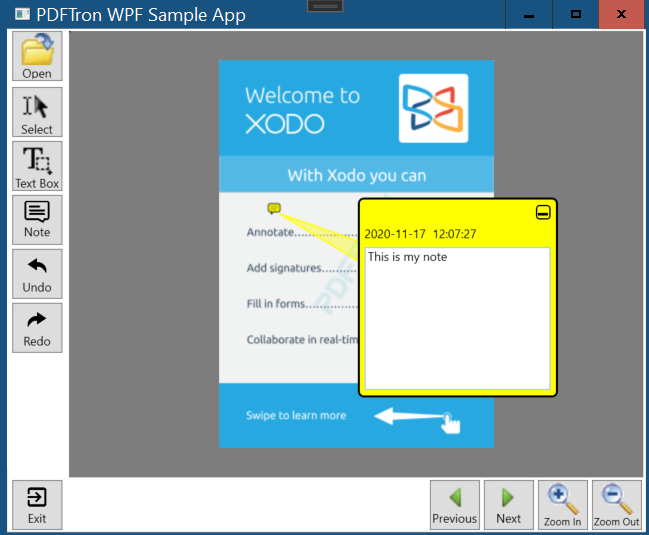 PDFTron WPF Sample App
Open
Select
Text Box
Note
Undo
Redo
Exit
Welcome to
XODO
With Xodo you can
Annotate
Add signatures
Fill in forms
Collaborate in real-tim
2020-11-17 12:07:27
This is my note
Swipe to learn more
Previous
Next
Zoom In
Zoom Out